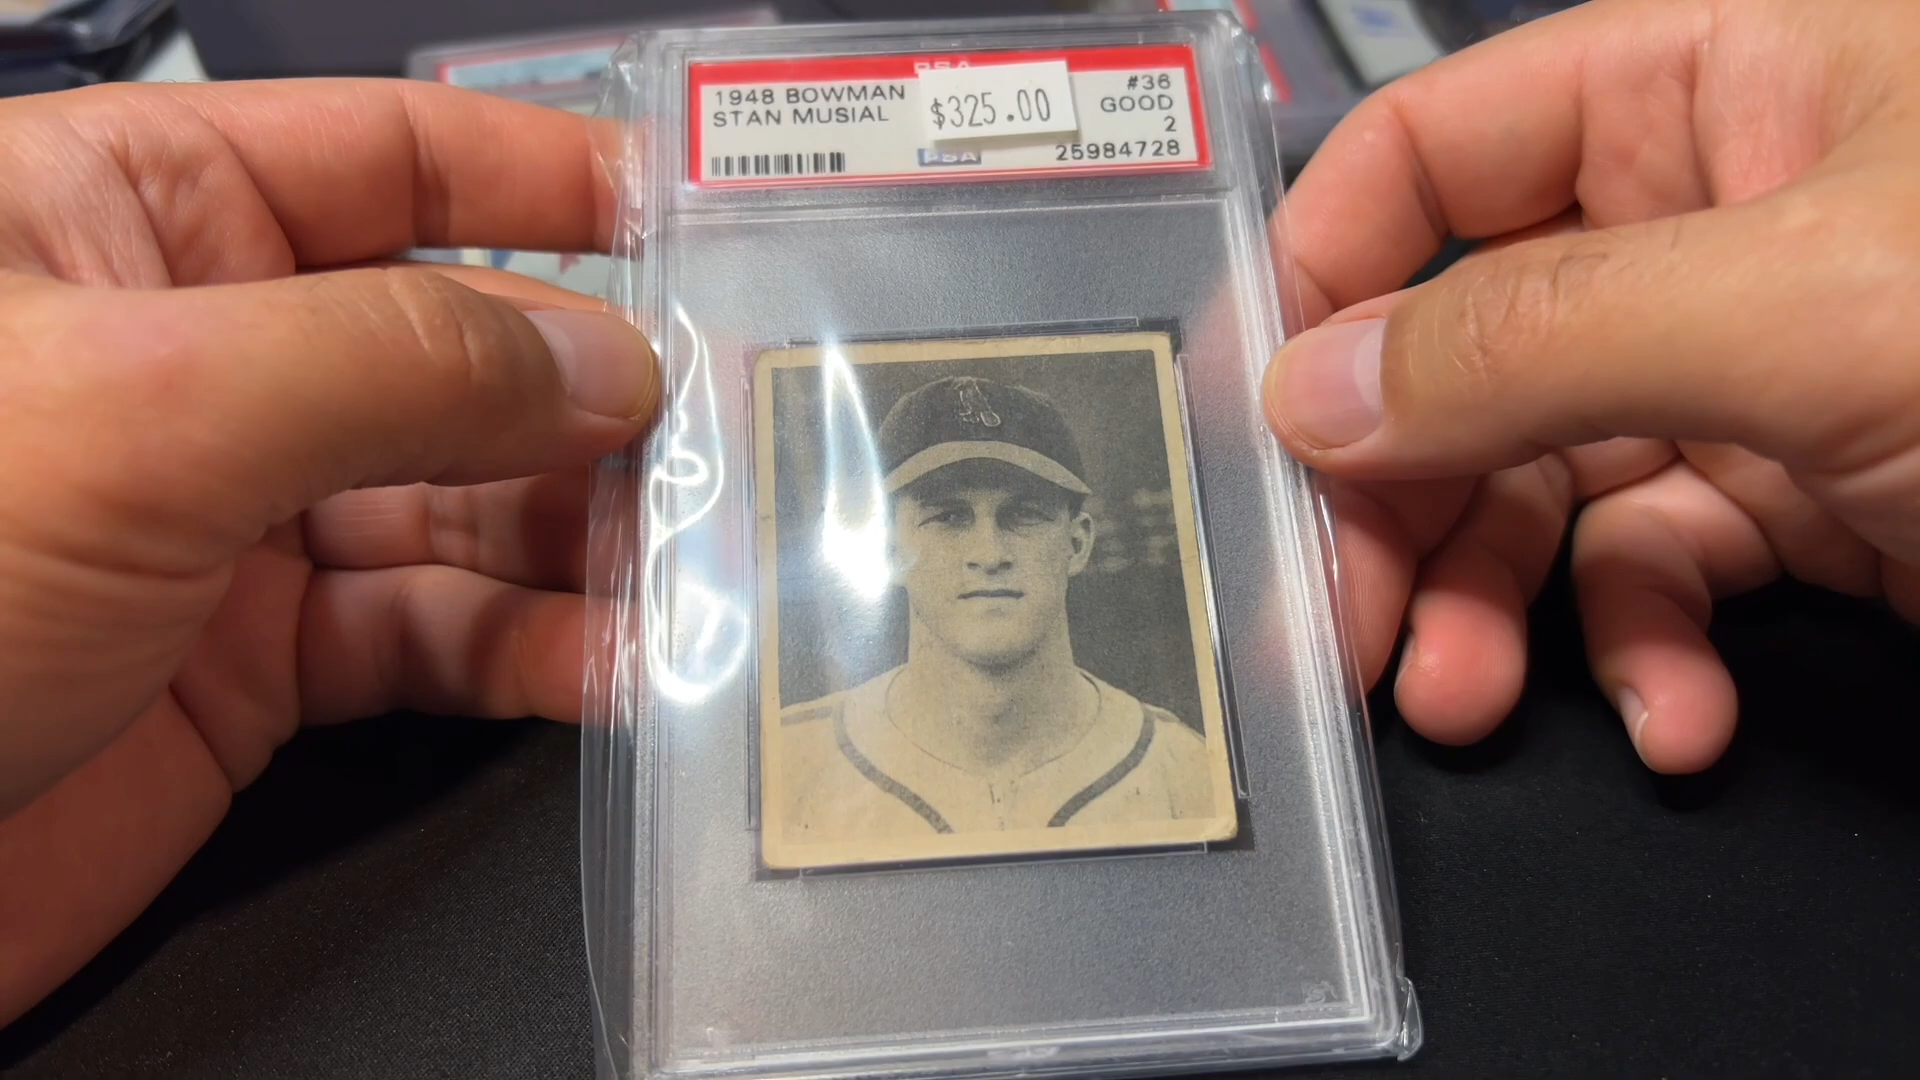 PSA
1948 BOWMAN
STAN MUSIAL
$325.00
#36
GOOD
2
PSA
25984728